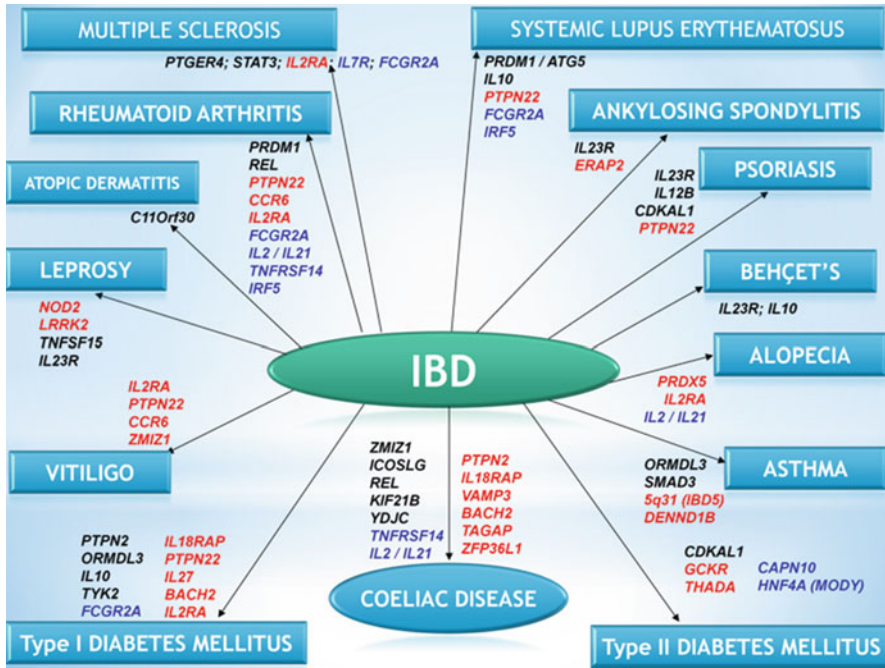 MULTIPLE SCLEROSIS
PTGER4; STAT3; IL2RA; IL7R; FCGR2A
SYSTEMIC LUPUS ERYTHEMATOSUS
PRDM1 / ATG5
IL10
PTPN22
FCGR2A
IRF5
RHEUMATOID ARTHRITIS
PRDM1
REL
PTPN22
CCR6
IL2RA
FCGR2A
IL2 / IL21
TNFRSF14
IRF5
ANKYLOSING SPONDYLITIS
IL23R
ERAP2
ATOPIC DERMATITIS
C11Orf30
PSORIASIS
IL23R
IL12B
CDKAL1
PTPN22
LEPROSY
NOD2
LRRK2
TNFSF15
IL23R
BEHÇET'S
IL23R; IL10
IBD
ALOPECIA
PRDX5
IL2RA
IL2 / IL21
VITILIGO
IL2RA
PTPN22
CCR6
ZMIZ1
ASTHMA
ORMDL3
SMAD3
5q31 (IBD5)
DENND1B
ZMIZ1
ICOSLG
REL
KIF21B
YDJC
TNFRSF14
IL2 / IL21
PTPN2
IL18RAP
VAMP3
BACH2
TAGAP
ZFP36L1
COELIAC DISEASE
PTPN2
ORMDL3
IL10
TYK2
FCGR2A
IL18RAP
PTPN22
IL27
BACH2
IL2RA
Type I DIABETES MELLITUS
CDKAL1
GCKR
THADA
CAPN10
HNF4A (MODY)
Type II DIABETES MELLITUS